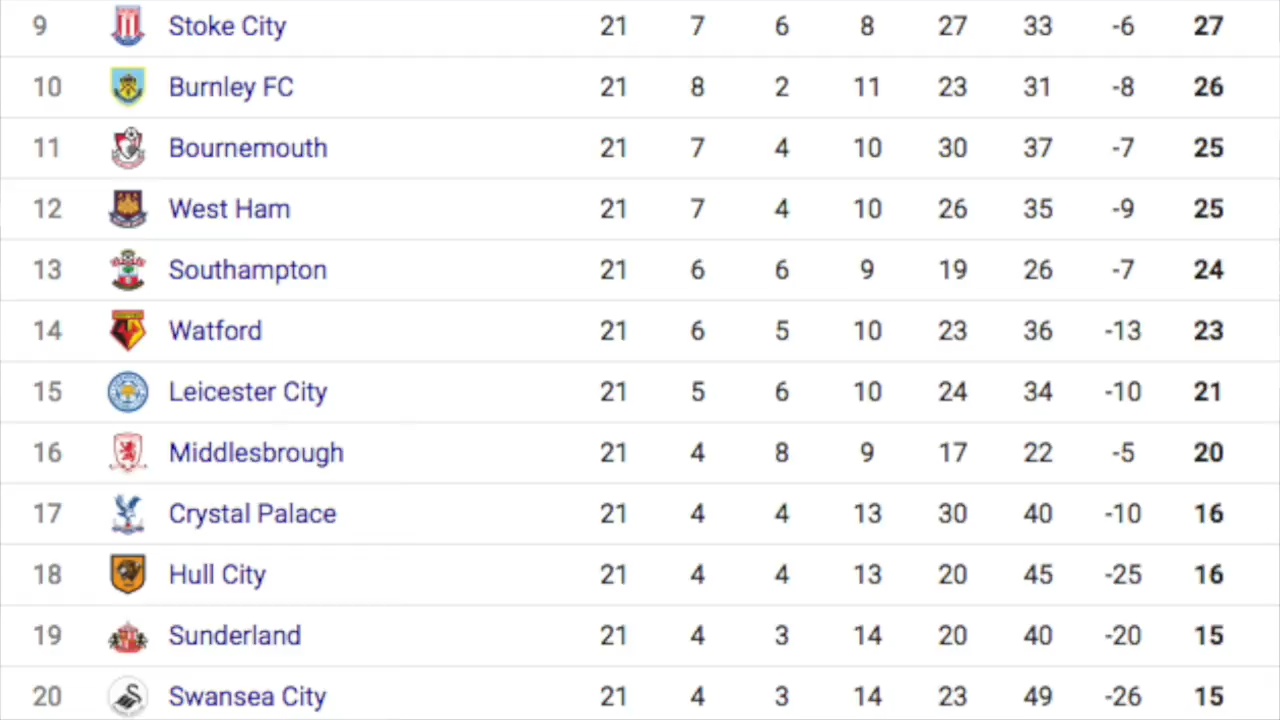 9 Stoke City 21 7 6 8 27 33 -6 27
10 Burnley FC 21 8 2 11 23 31 -8 26
11 Bournemouth 21 7 4 10 30 37 -7 25
12 West Ham 21 7 4 10 26 35 -9 25
13 Southampton 21 6 6 9 19 26 -7 24
14 Watford 21 6 5 10 23 36 -13 23
15 Leicester City 21 5 6 10 24 34 -10 21
16 Middlesbrough 21 4 8 9 17 22 -5 20
17 Crystal Palace 21 4 4 13 30 40 -10 16
18 Hull City 21 4 4 13 20 45 -25 16
19 Sunderland 21 4 3 14 20 40 -20 15
20 Swansea City 21 4 3 14 23 49 -26 15